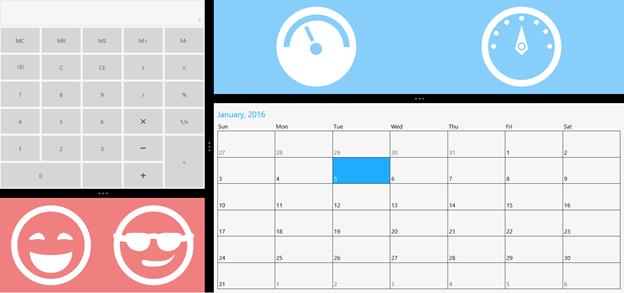 0
MC MR MS M+ M-
⌫ C CE ± √
7 8 9 / %
4 5 6 × 1/x
1 2 3 − =
0 . +
January, 2016
Sun Mon Tue Wed Thu Fri Sat
27 28 29 30 31 1 2
3 4 5 6 7 8 9
10 11 12 13 14 15 16
17 18 19 20 21 22 23
24 25 26 27 28 29 30
31 1 2 3 4 5 6